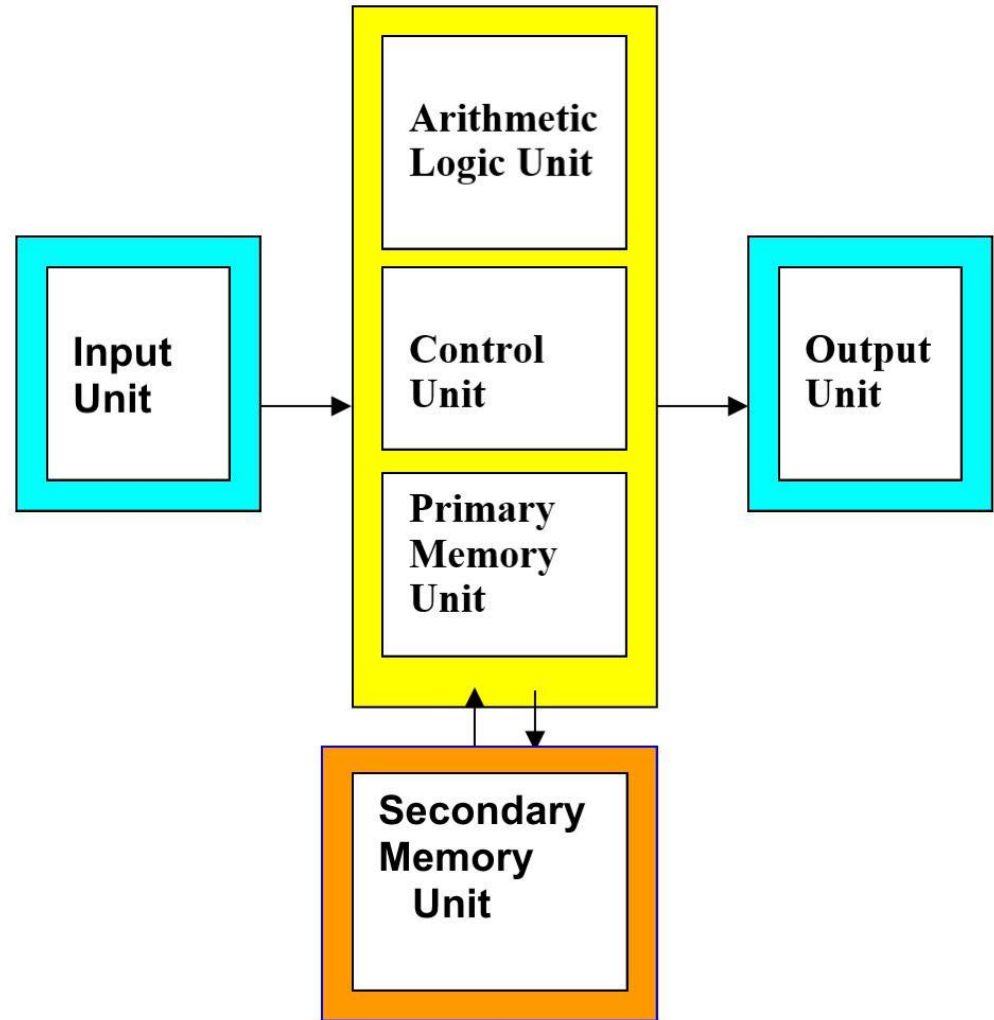 Arithmetic
Logic Unit
Input
Unit
Control
Unit
Output
Unit
Primary
Memory
Unit
Secondary
Memory
Unit